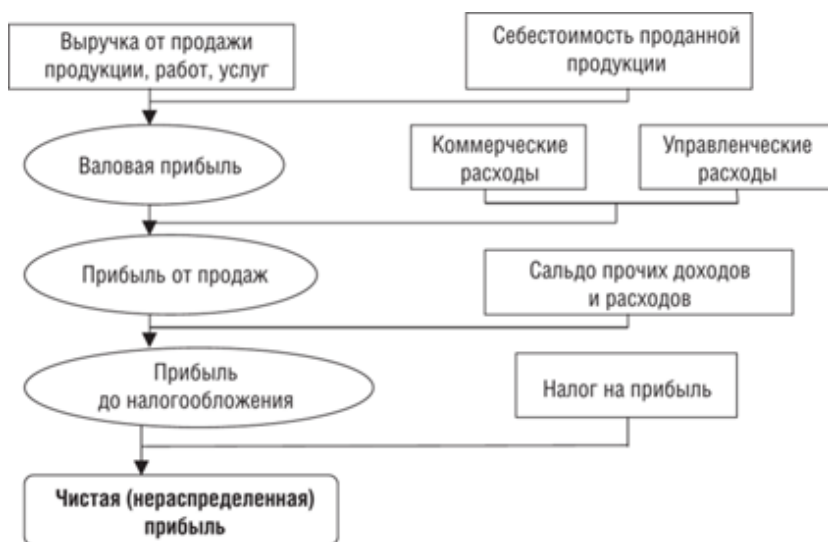 Выручка от продажи
продукции, работ, услуг
Себестоимость проданной
продукции
Валовая прибыль
Коммерческие
расходы
Управленческие
расходы
Прибыль от продаж
Сальдо прочих доходов
и расходов
Прибыль
до налогообложения
Налог на прибыль
Чистая (нераспределенная)
прибыль